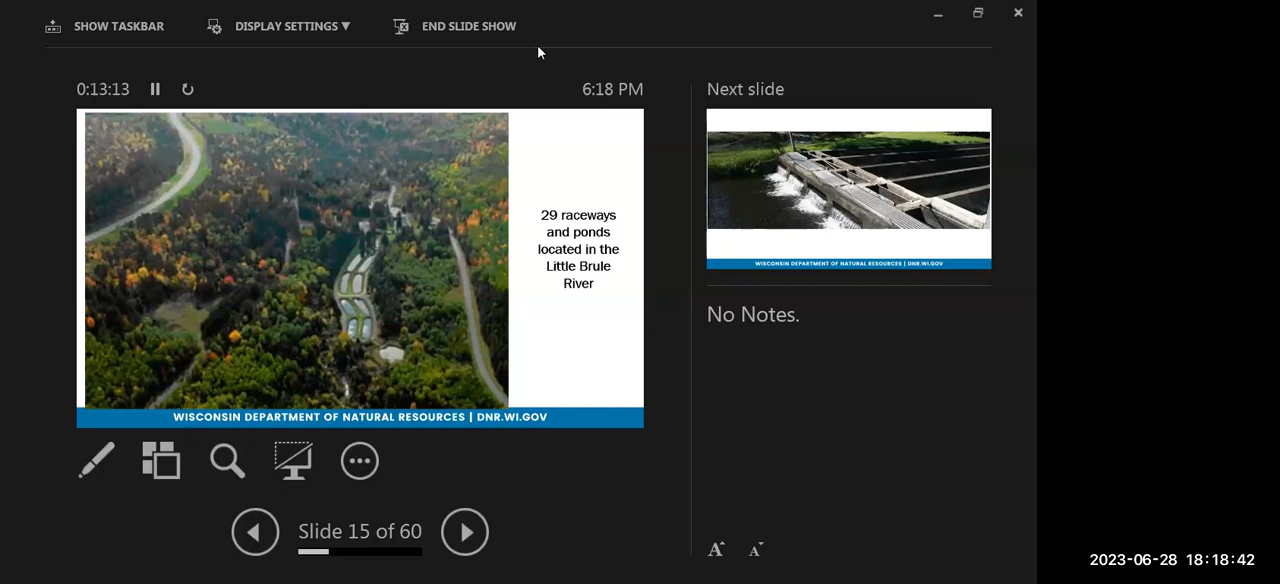 SHOW TASKBAR
DISPLAY SETTINGS ▼
END SLIDE SHOW
0:13:13
6:18 PM
29 raceways
and ponds
located in the
Little Brule
River
WISCONSIN DEPARTMENT OF NATURAL RESOURCES | DNR.WI.GOV
Slide 15 of 60
Next slide
WISCONSIN DEPARTMENT OF NATURAL RESOURCES | DNR.WI.GOV
No Notes.
A A
2023-06-28 18:18:42